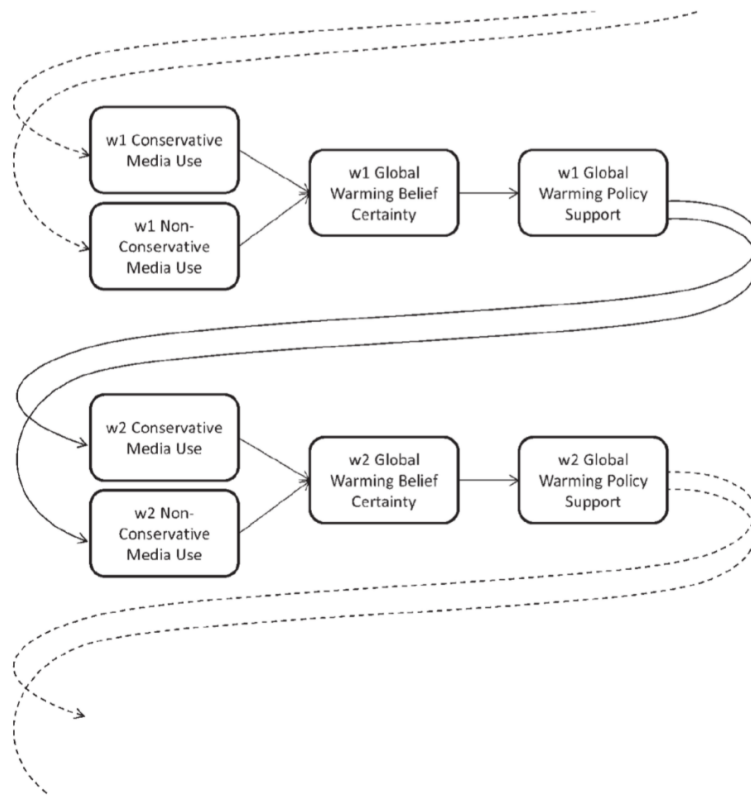 w1 Conservative
Media Use
w1 Non-
Conservative
Media Use
w1 Global
Warming Belief
Certainty
w1 Global
Warming Policy
Support
w2 Conservative
Media Use
w2 Non-
Conservative
Media Use
w2 Global
Warming Belief
Certainty
w2 Global
Warming Policy
Support